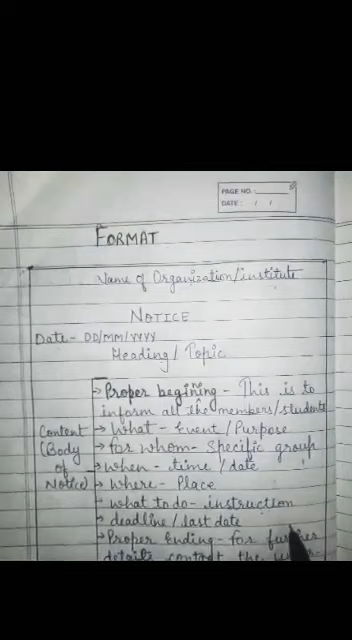 PAGE NO.:
DATE: / /
FORMAT
Name of Organization/institute
NOTICE
Date- DD/MM/YYYY
Heading/Topic
Content (Body of Notice)
→ Proper begining - This is to
inform all the members/students
→ What - Event / Purpose
→ for whom - Specific group
→ when - time / date
→ where - Place
→ what to do - instruction
→ deadline / last date
→ Proper Ending - for further
details contact the